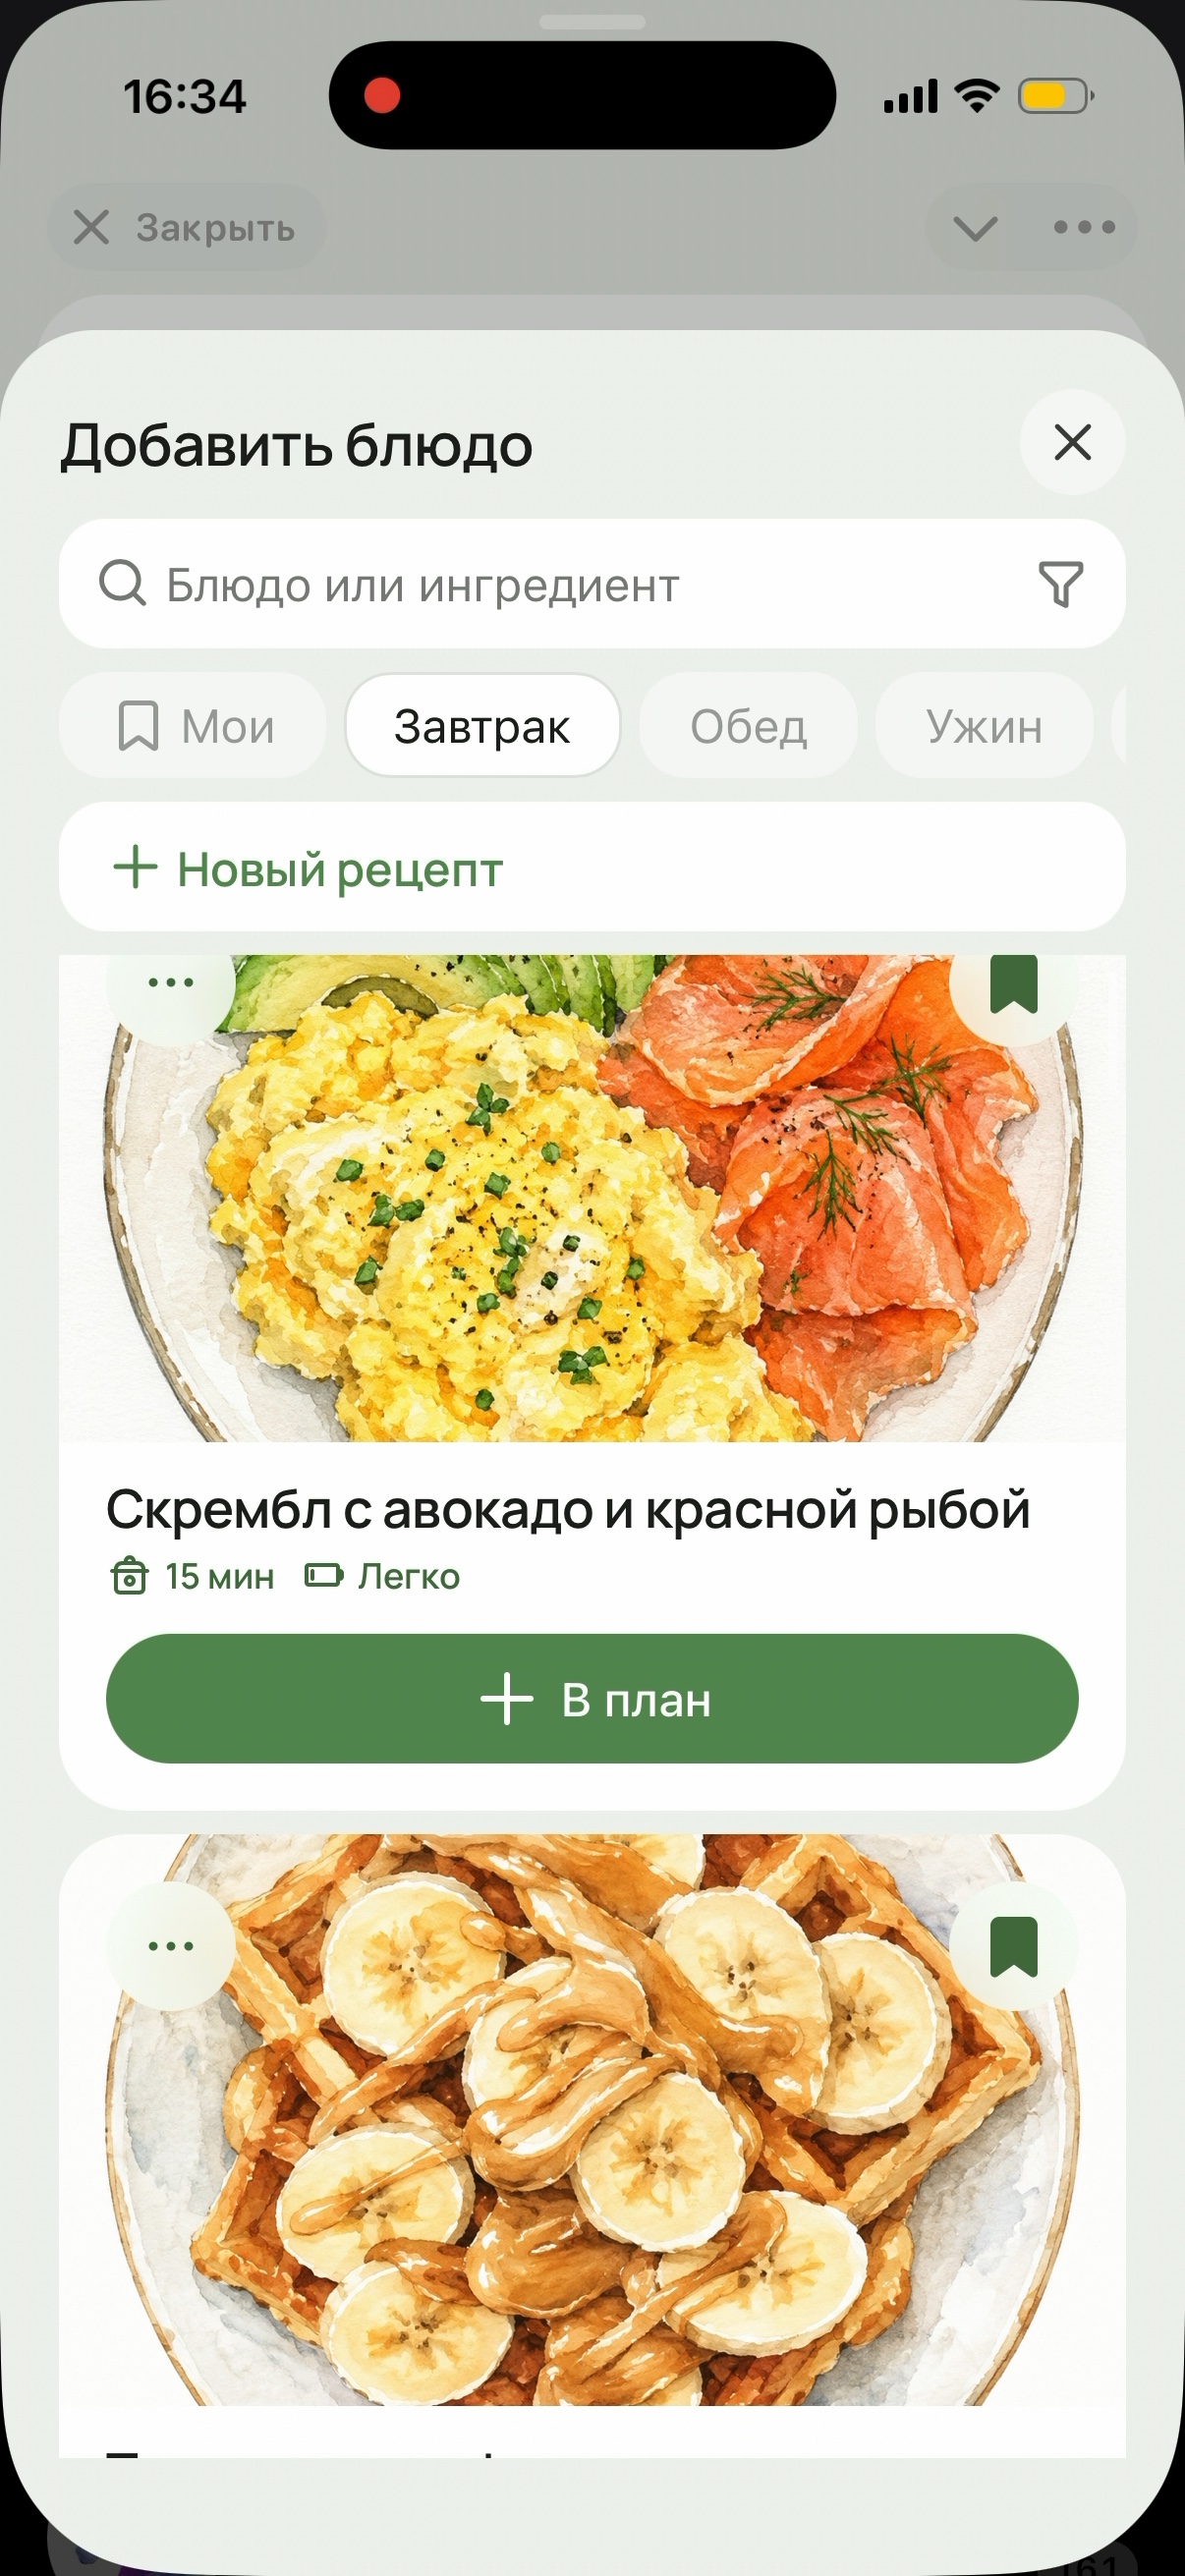 16:34
Закрыть
Добавить блюдо
Блюдо или ингредиент
Мои Завтрак Обед Ужин
Новый рецепт
Скрембл с авокадо и красной рыбой
15 мин Легко
В план